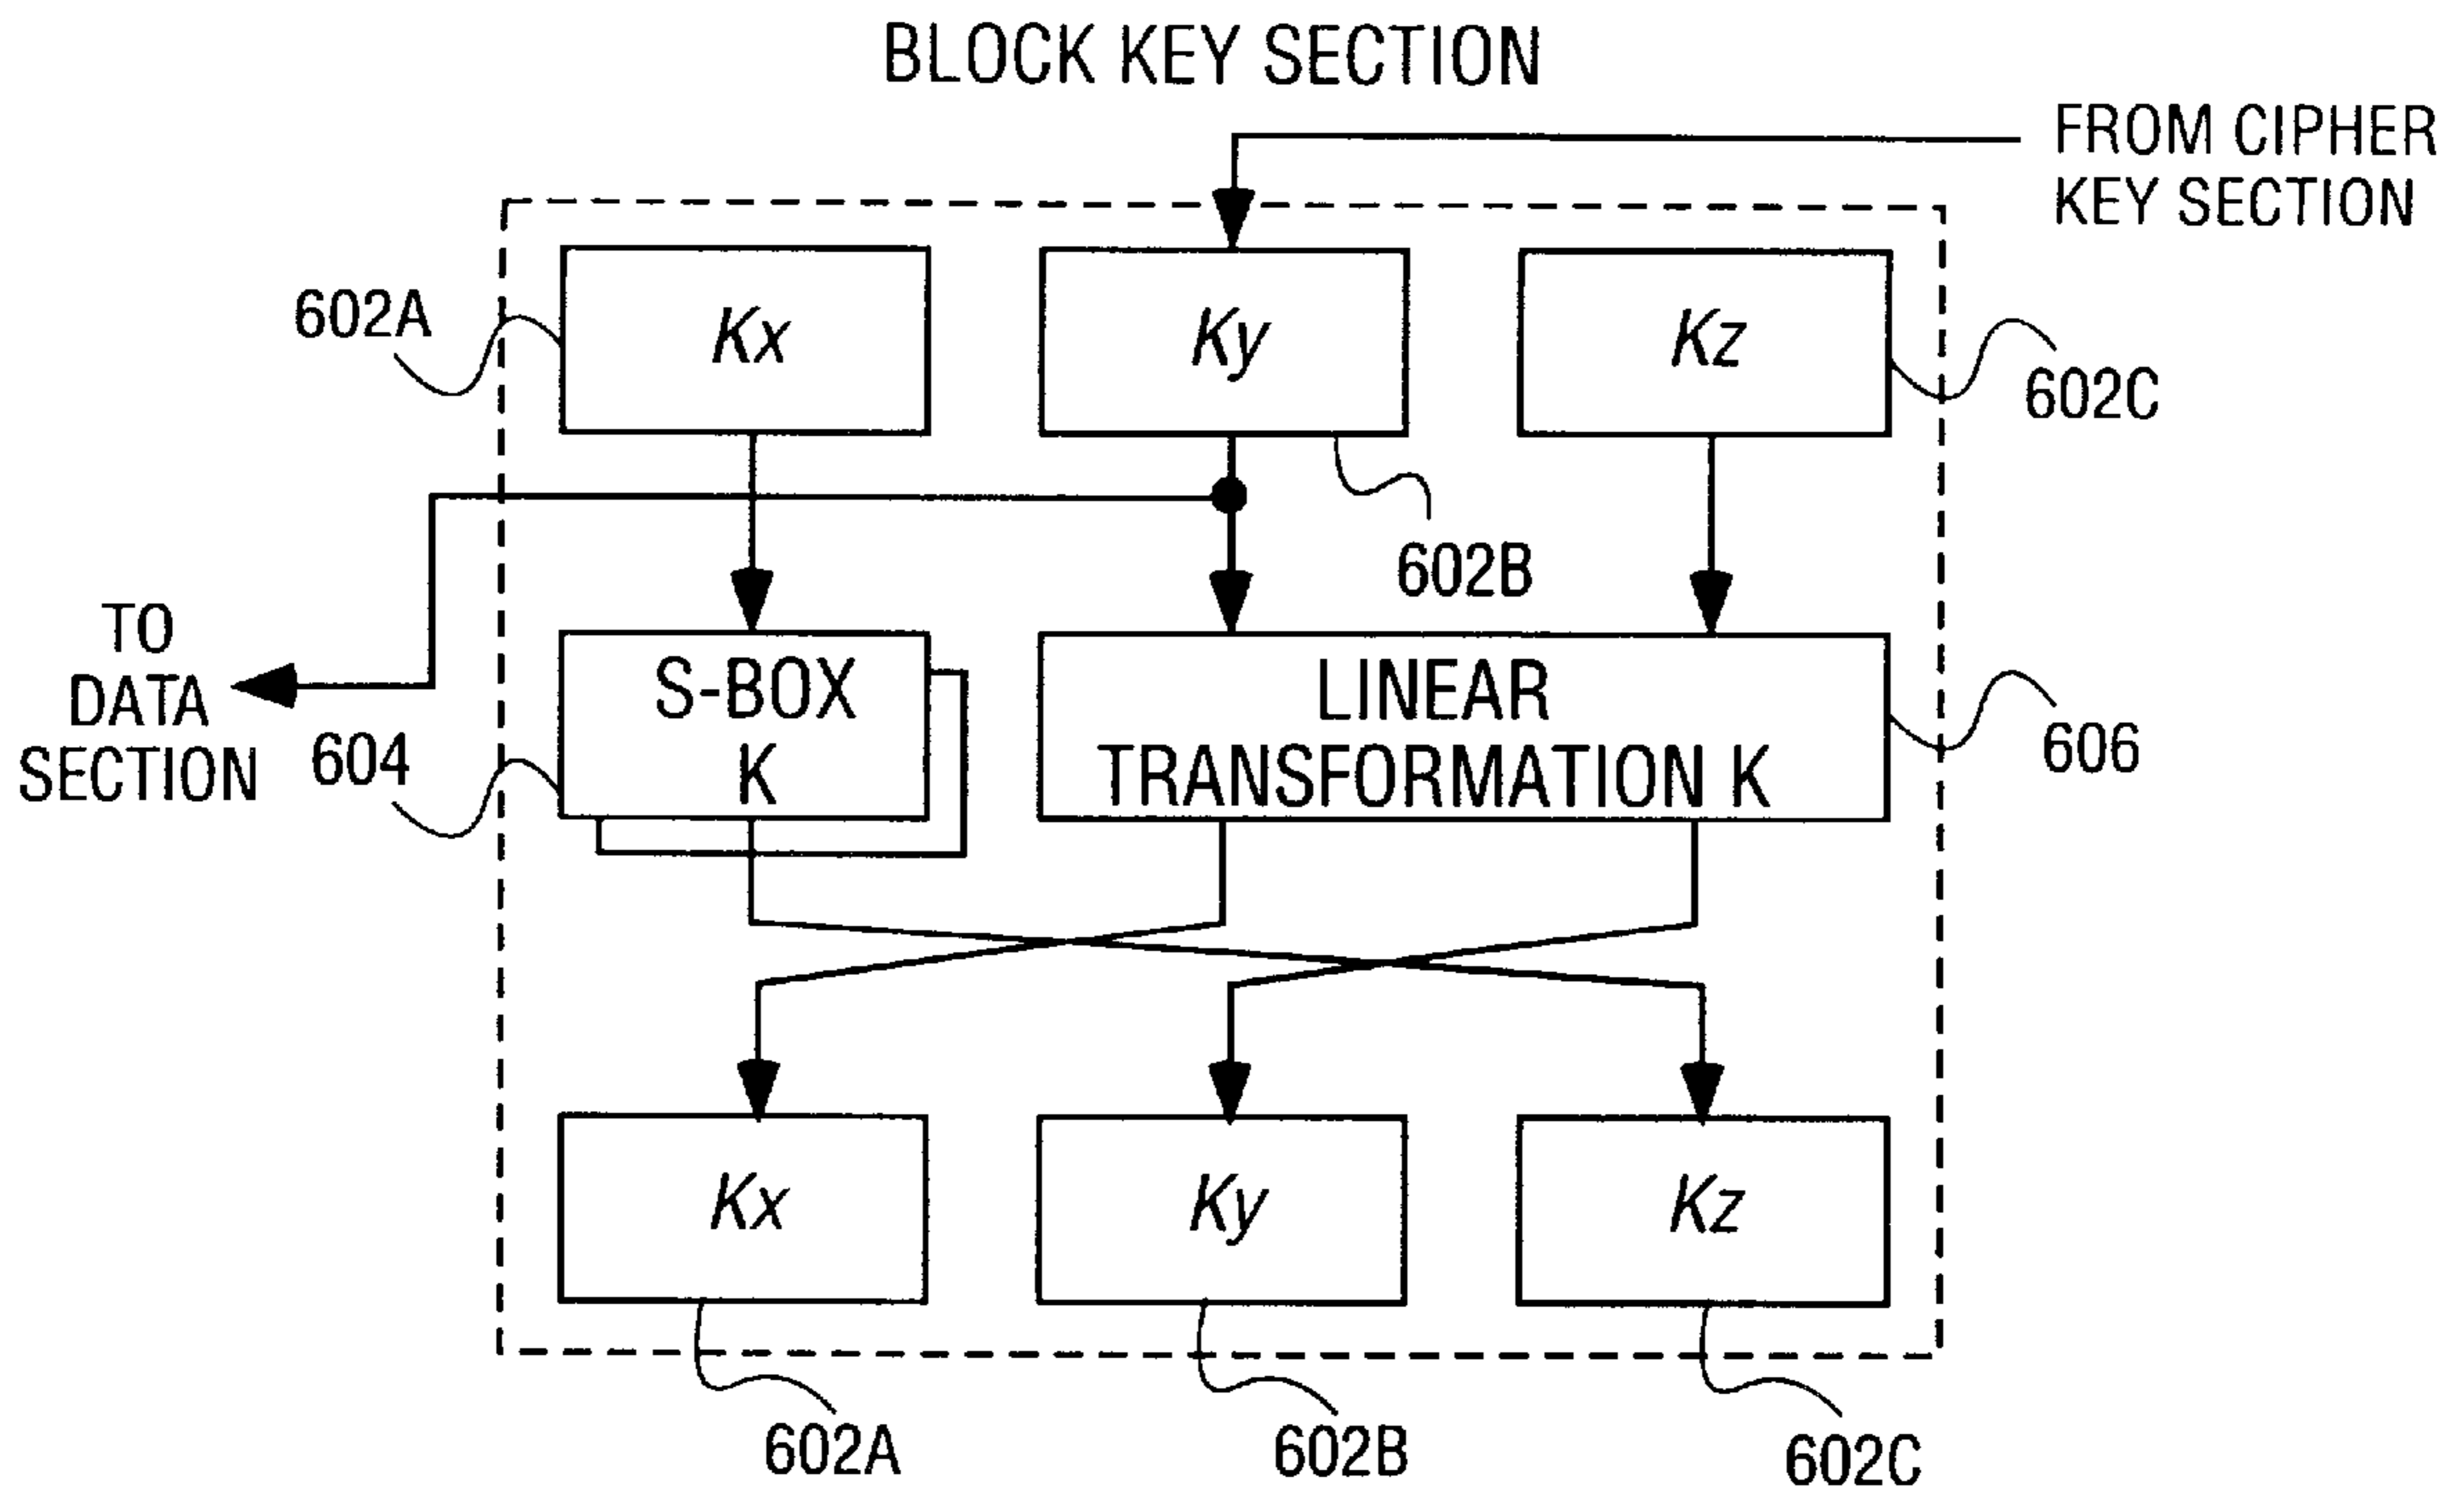 BLOCK KEY SECTION
FROM CIPHER
KEY SECTION
602A
Kx
Ky
Kz
602C
602B
TO
DATA
SECTION
604
S-BOX
K
LINEAR
TRANSFORMATION K
606
Kx
Ky
Kz
602A
602B
602C